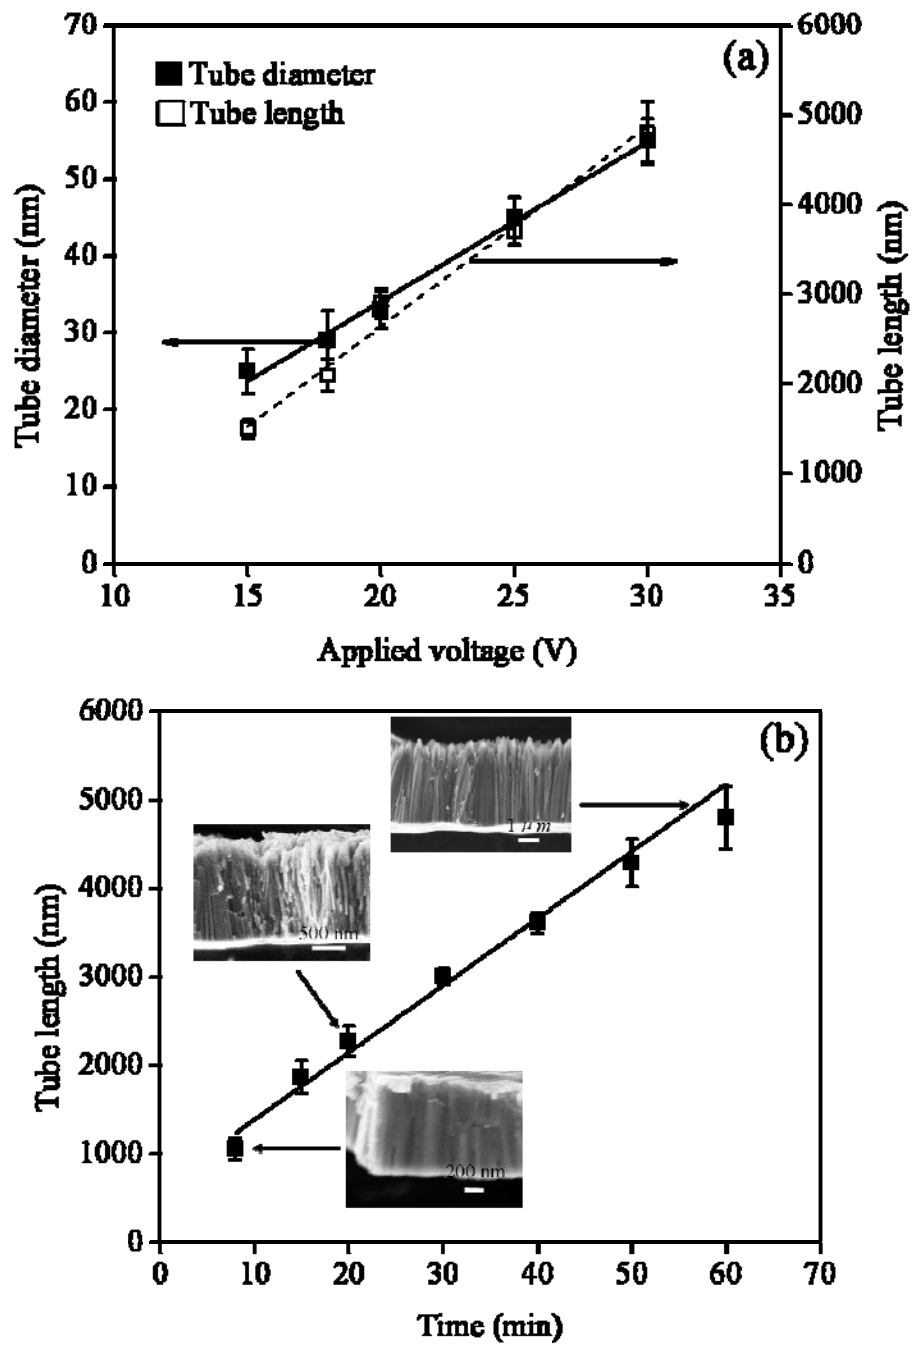 70
60
50
40
30
20
10
0
6000
5000
4000
3000
2000
1000
0
(a)
Tube diameter
Tube length
Tube diameter (nm)
Tube length (nm)
10 15 20 25 30 35
Applied voltage (V)
6000
5000
4000
3000
2000
1000
0
(b)
1 μm
500 nm
200 nm
Tube length (nm)
0 10 20 30 40 50 60 70
Time (min)